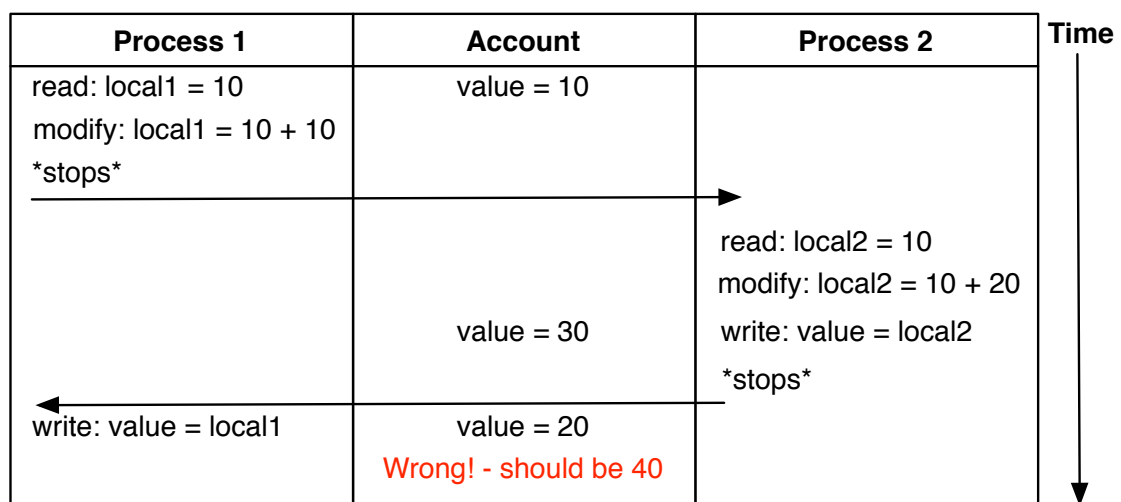 Process 1 Account Process 2 Time
read: local1 = 10 value = 10
modify: local1 = 10 + 10
*stops*
read: local2 = 10
modify: local2 = 10 + 20
value = 30 write: value = local2
*stops*
write: value = local1 value = 20
Wrong! - should be 40